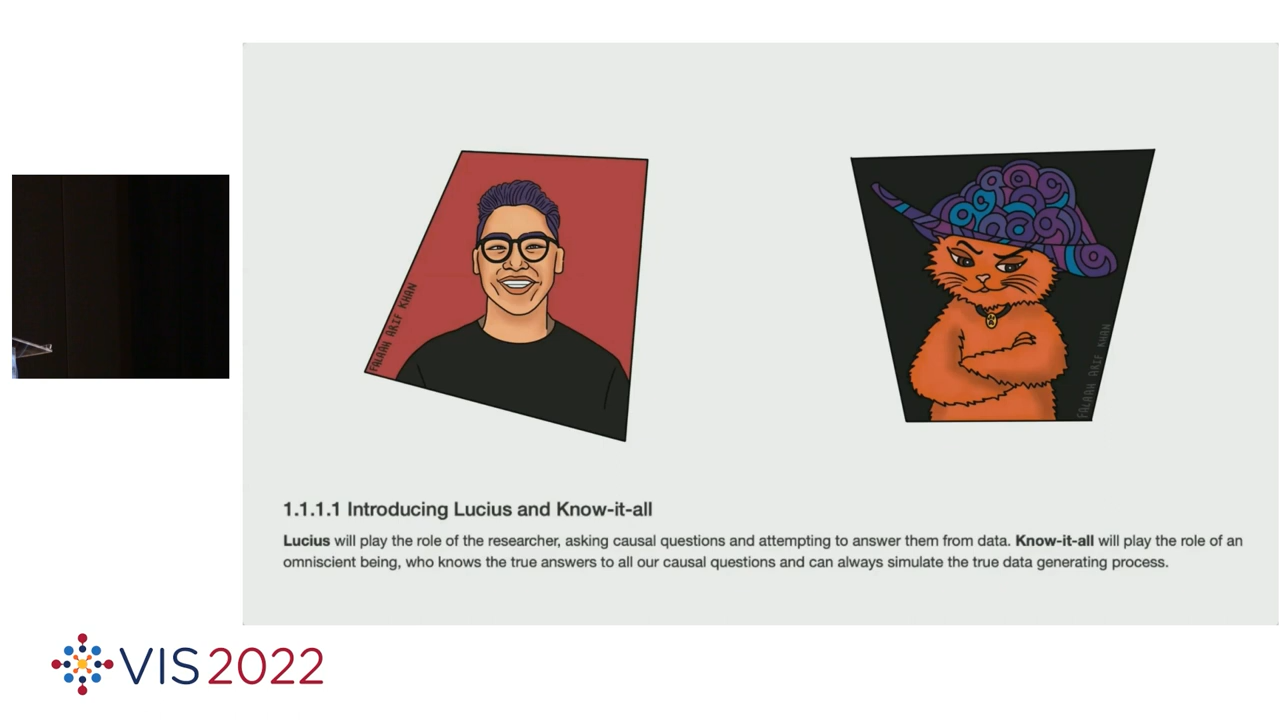 FALAAH ARIF KHAN
FALAAH ARIF KHAN
1.1.1.1 Introducing Lucius and Know-it-all
Lucius will play the role of the researcher, asking causal questions and attempting to answer them from data. Know-it-all will play the role of an
omniscient being, who knows the true answers to all our causal questions and can always simulate the true data generating process.
VIS2022